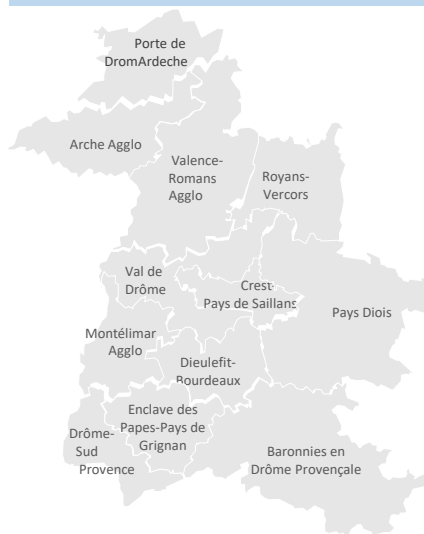 Porte de
DromArdeche
Arche Agglo
Valence-
Romans
Agglo
Royans-
Vercors
Val de
Drôme
Crest-
Pays de Saillans
Pays Diois
Montélimar
Agglo
Dieulefit-
Bourdeaux
Enclave des
Papes-Pays de
Grignan
Drôme-
Sud
Provence
Baronnies en
Drôme Provençale